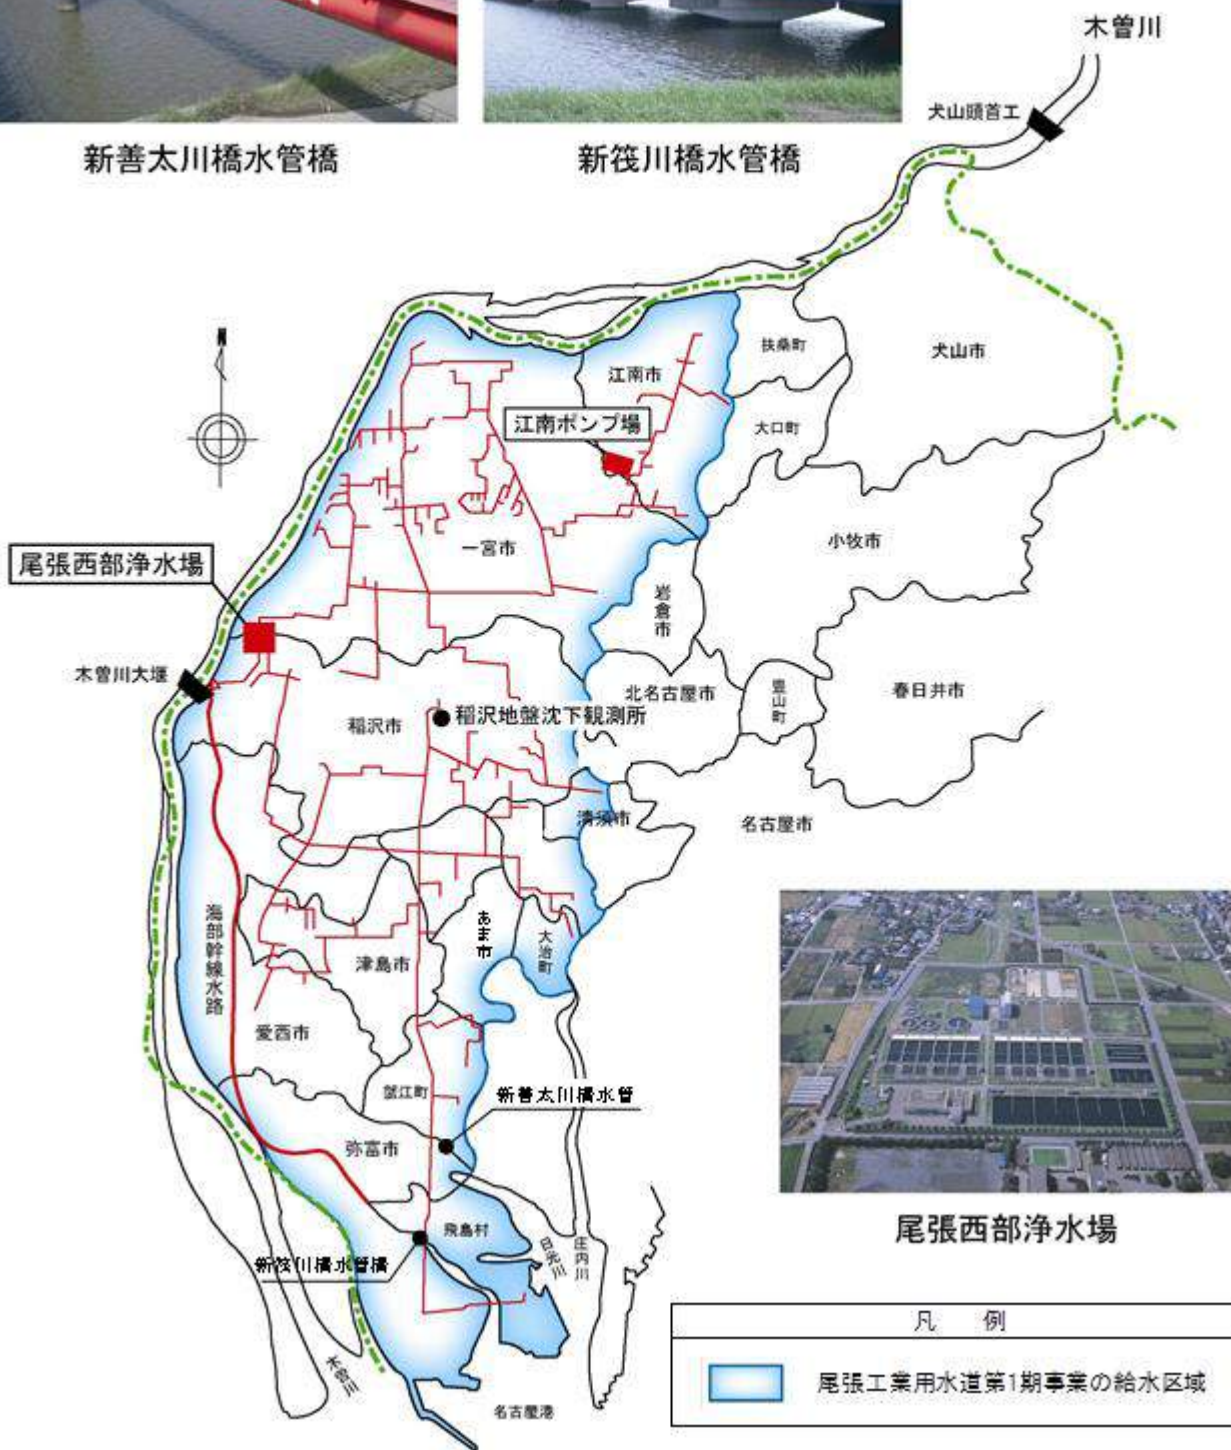 新善太川橋水管橋
新筏川橋水管橋
木曽川
犬山頭首工
扶桑町
犬山市
江南市
江南ポンプ場
大口町
一宮市
小牧市
尾張西部浄水場
岩倉市
木曽川大堰
北名古屋市
豊山町
春日井市
稲沢市
稲沢地盤沈下観測所
清須市
名古屋市
海部幹線水路
あま市
大治町
津島市
愛西市
蟹江町
新善太川橋水管
弥富市
飛島村
日光川
庄内川
新筏川橋水管橋
木曽川
名古屋港
尾張西部浄水場
凡 例
尾張工業用水道第1期事業の給水区域